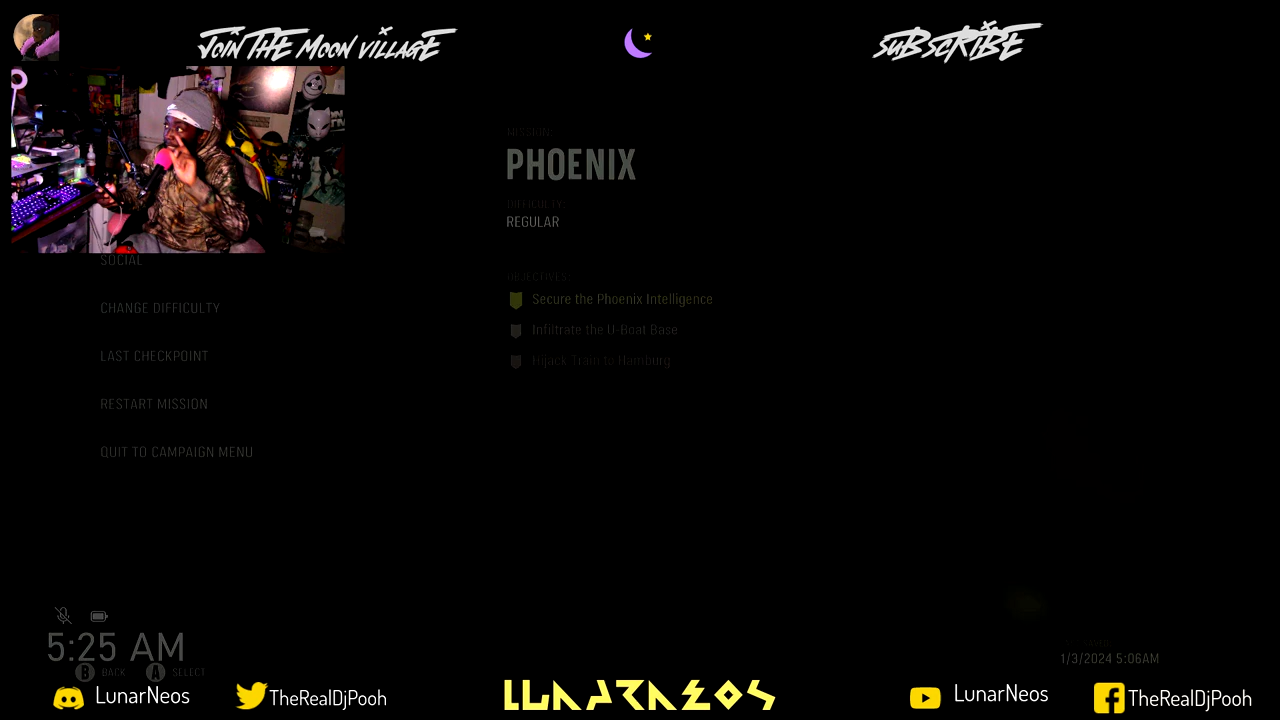 JOIN THE MOON VILLAGE
SUBSCRIBE
MISSION:
PHOENIX
DIFFICULTY:
REGULAR
SOCIAL
CHANGE DIFFICULTY
LAST CHECKPOINT
RESTART MISSION
QUIT TO CAMPAIGN MENU
OBJECTIVES:
Secure the Phoenix Intelligence
Infiltrate the U-Boat Base
Hijack Train to Hamburg
5:25 AM
B BACK A SELECT
1/3/2024 5:06AM
LunarNeos
TheRealDjPooh
LUNARNEOS
LunarNeos
TheRealDjPooh